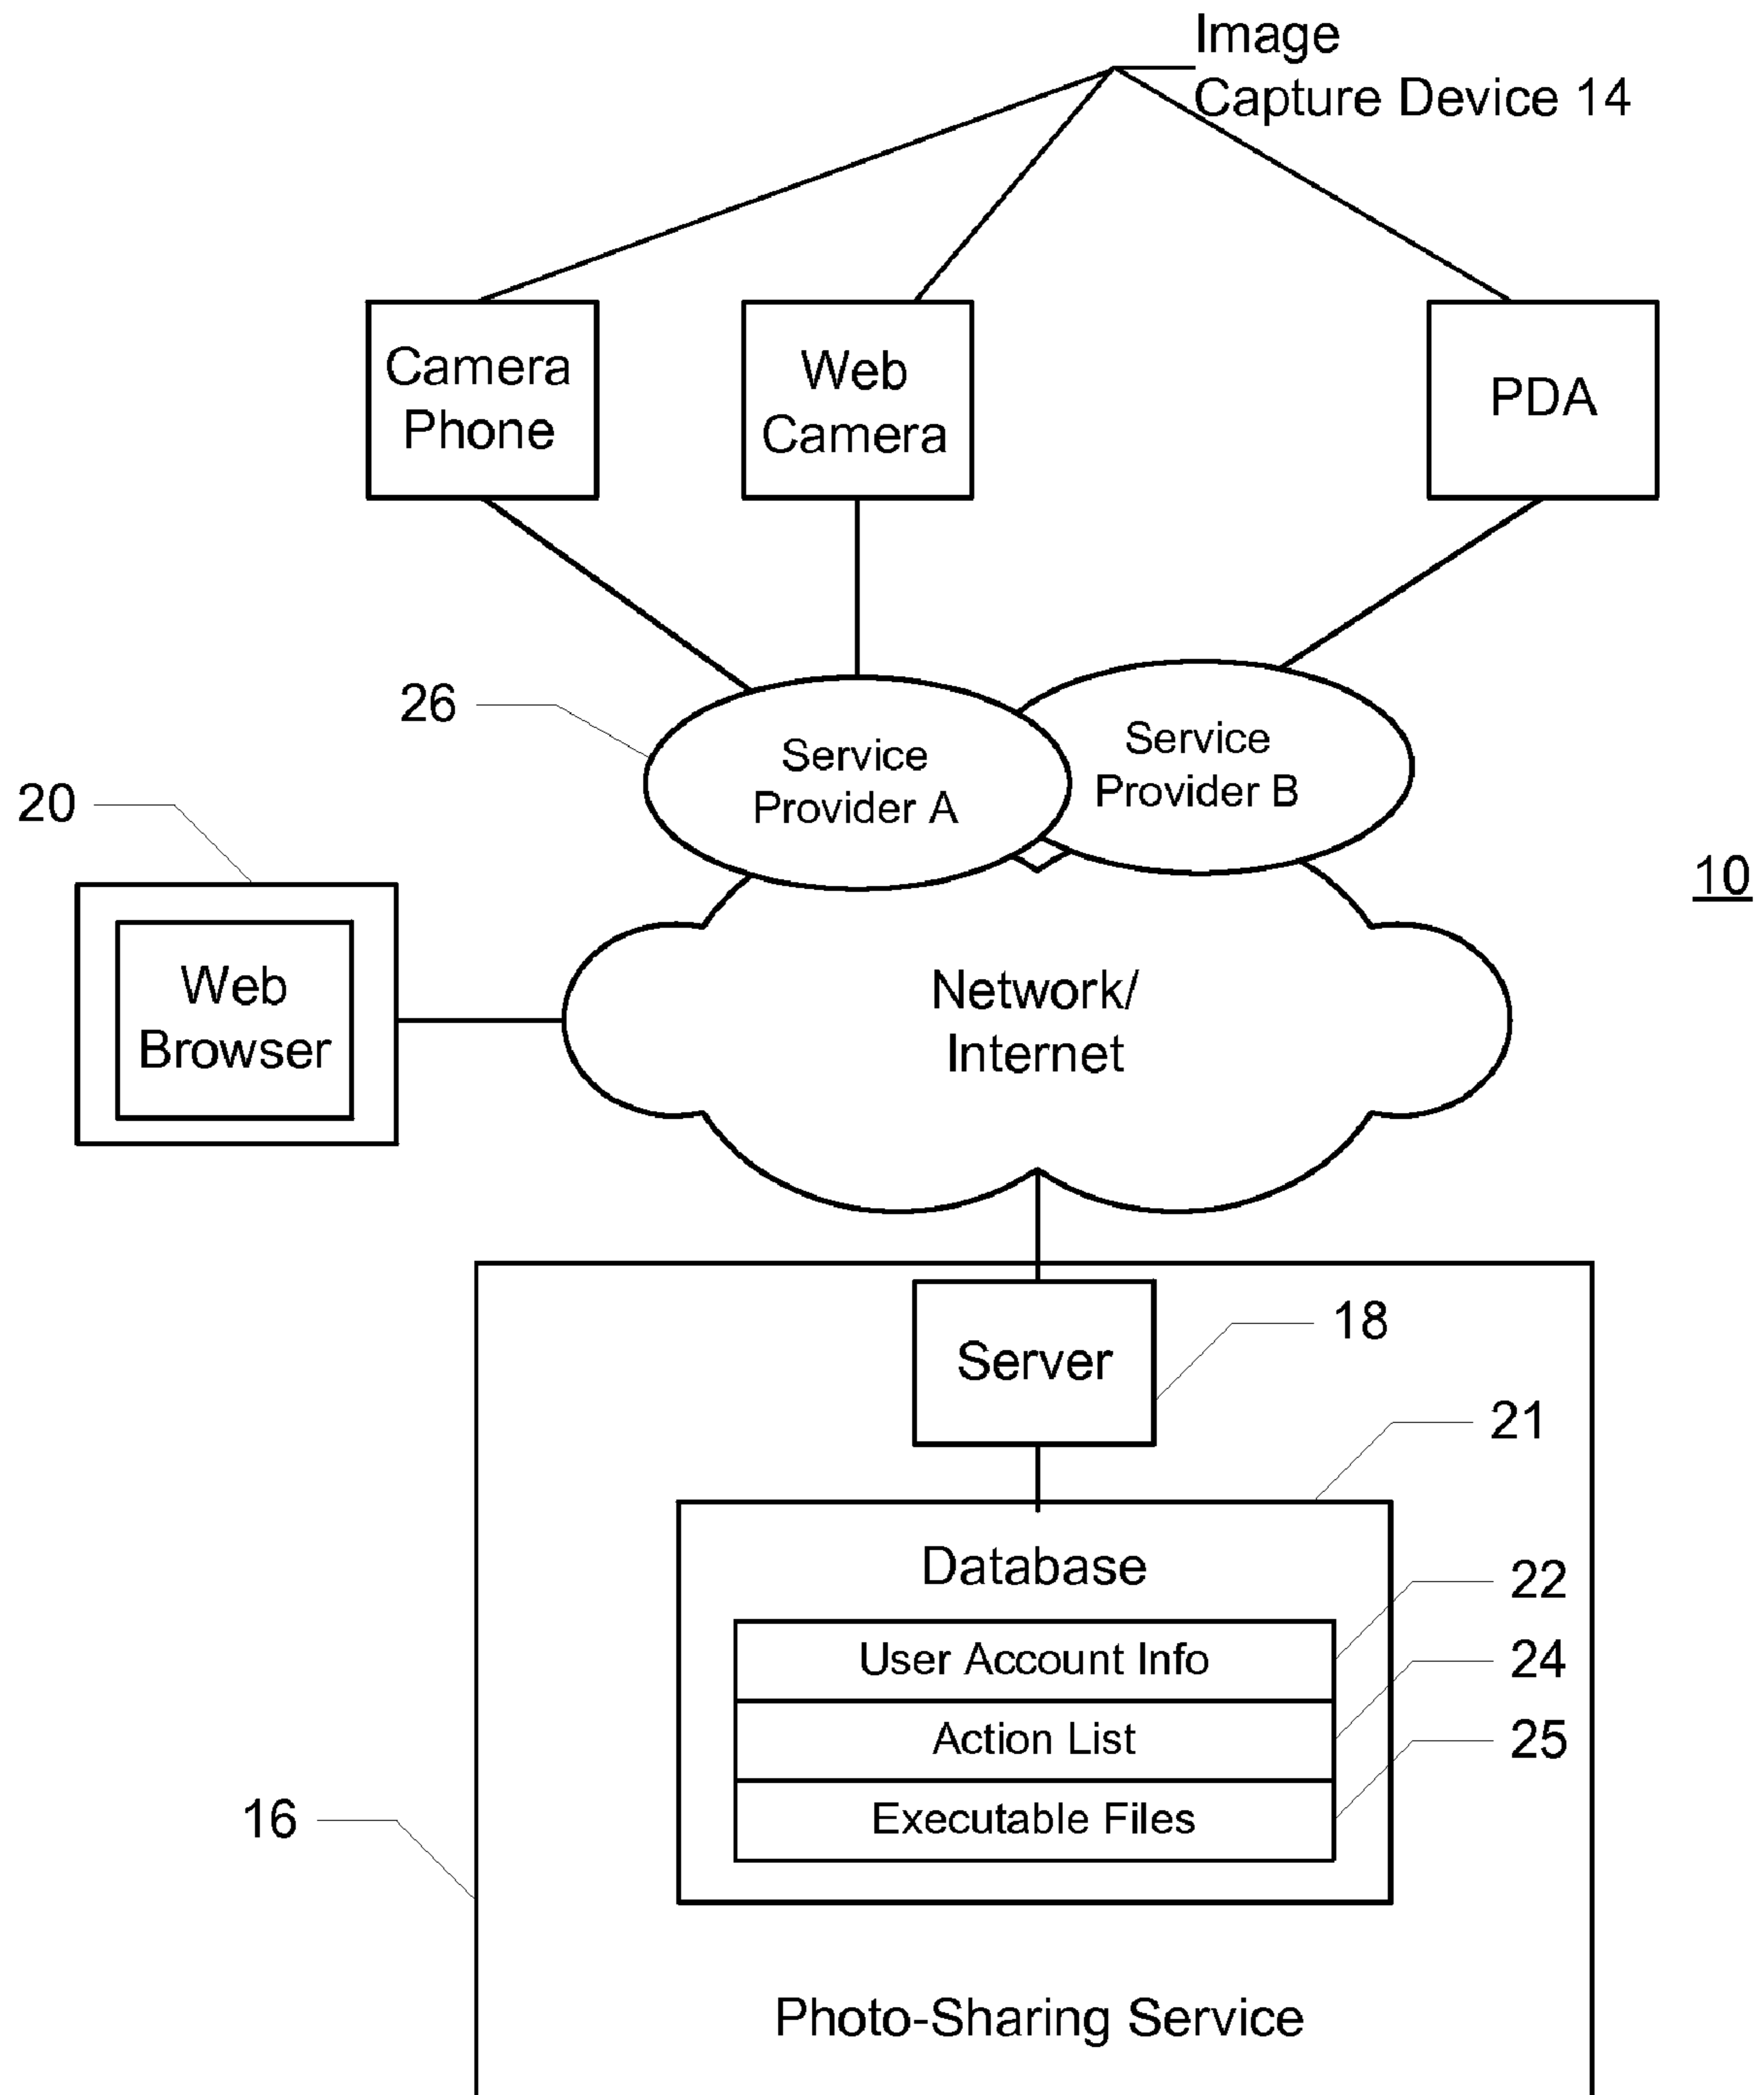 Image
Capture Device 14
Camera
Phone
Web
Camera
PDA
26
Service
Provider A
Service
Provider B
20
10
Web
Browser
Network/
Internet
18
Server
21
Database
22
User Account Info
24
Action List
25
Executable Files
16
Photo-Sharing Service